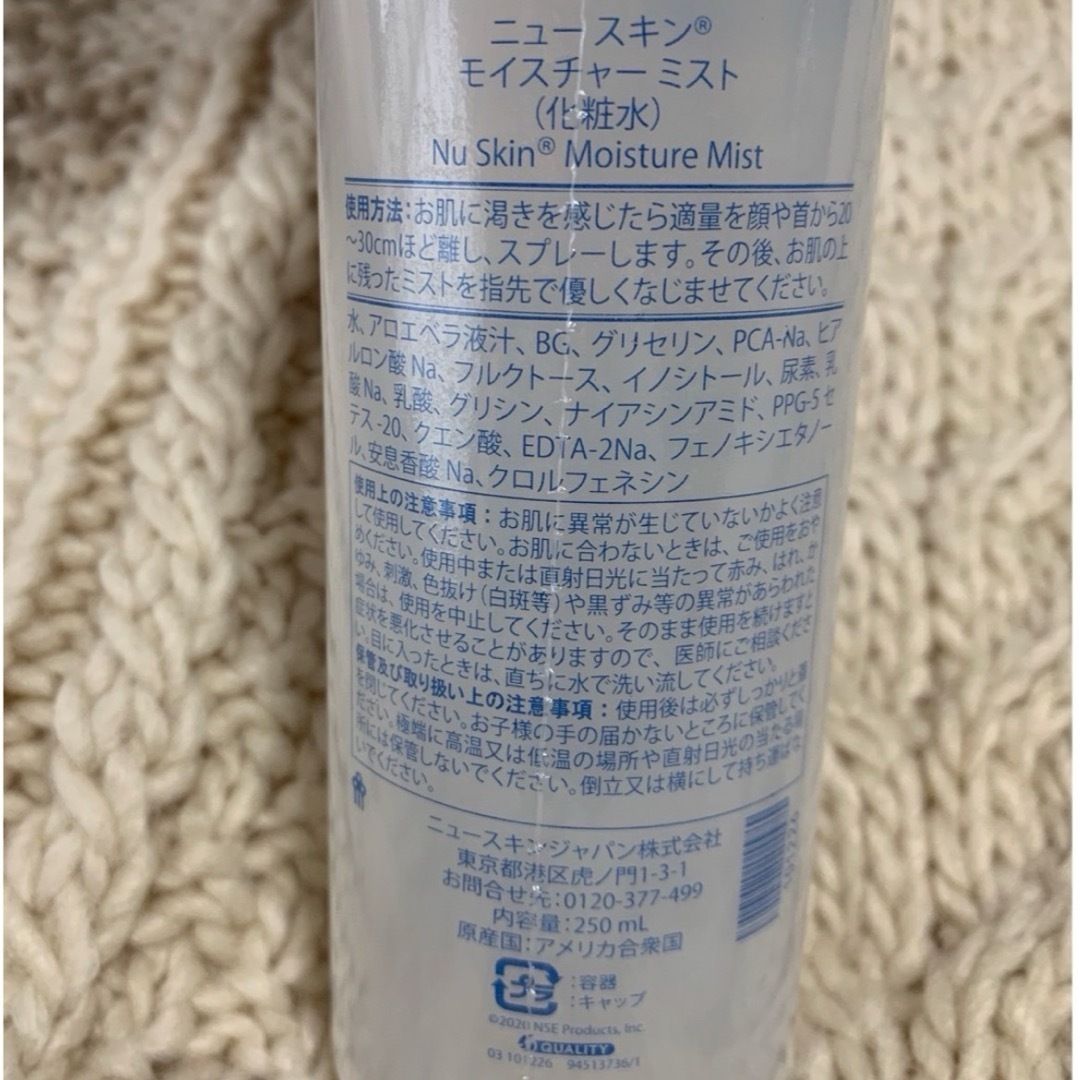 ニュー スキン®
モイスチャー ミスト
(化粧水)
Nu Skin® Moisture Mist
使用方法：お肌に渇きを感じたら適量を顔や首から20
～30cmほど離し、スプレーします。その後、お肌の上
に残ったミストを指先で優しくなじませてください。
水、アロエベラ液汁、BG、グリセリン、PCA-Na、ヒア
ルロン酸Na、フルクトース、イノシトール、尿素、乳
酸Na、乳酸、グリシン、ナイアシンアミド、PPG-5セ
テス-20、クエン酸、EDTA-2Na、フェノキシエタノー
ル、安息香酸Na、クロルフェネシン
使用上の注意事項：お肌に異常が生じていないかよく注意
して使用してください。お肌に合わないときは、ご使用をおや
めください。使用中または直射日光に当たって赤み、はれ、か
ゆみ、刺激、色抜け(白斑等)や黒ずみ等の異常があらわれた
場合は、使用を中止してください。そのまま使用を続けますと
症状を悪化させることがありますので、医師にご相談くださ
い。目に入ったときは、直ちに水で洗い流してください。
保管及び取り扱い上の注意事項：使用後は必ずしっかりと蓋
を閉じてください。お子様の手の届かないところに保管してく
ださい。極端に高温又は低温の場所や直射日光の当たる場
所には保管しないでください。倒立又は横にして持ち運ばな
いでください。
ニュースキンジャパン株式会社
東京都港区虎ノ門1-3-1
お問合せ先：0120-377-499
内容量：250 mL
原産国：アメリカ合衆国
プラ
：容器
：キャップ
©2020 NSE Products, Inc.
QUALITY
03 101226 94513736/1